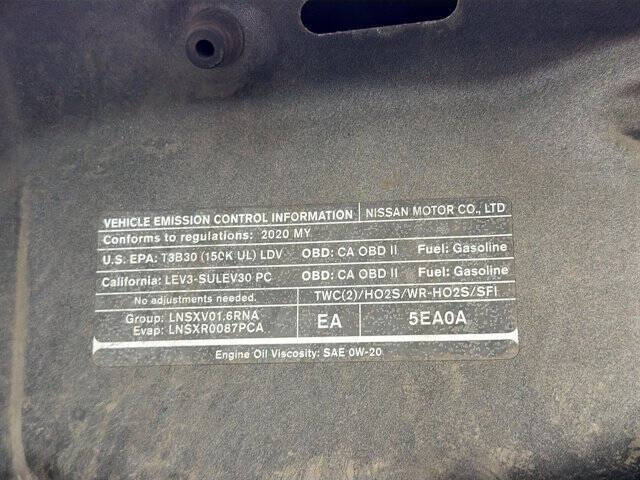 VEHICLE EMISSION CONTROL INFORMATION NISSAN MOTOR CO., LTD
Conforms to regulations: 2020 MY
U.S. EPA: T3B30 (150K UL) LDV OBD: CA OBD II Fuel: Gasoline
California: LEV3-SULEV30 PC OBD: CA OBD II Fuel: Gasoline
No adjustments needed. TWC(2)/HO2S/WR-HO2S/SFI
Group: LNSXV01.6RNA
Evap: LNSXR0087PCA
EA 5EA0A
Engine Oil Viscosity: SAE 0W-20